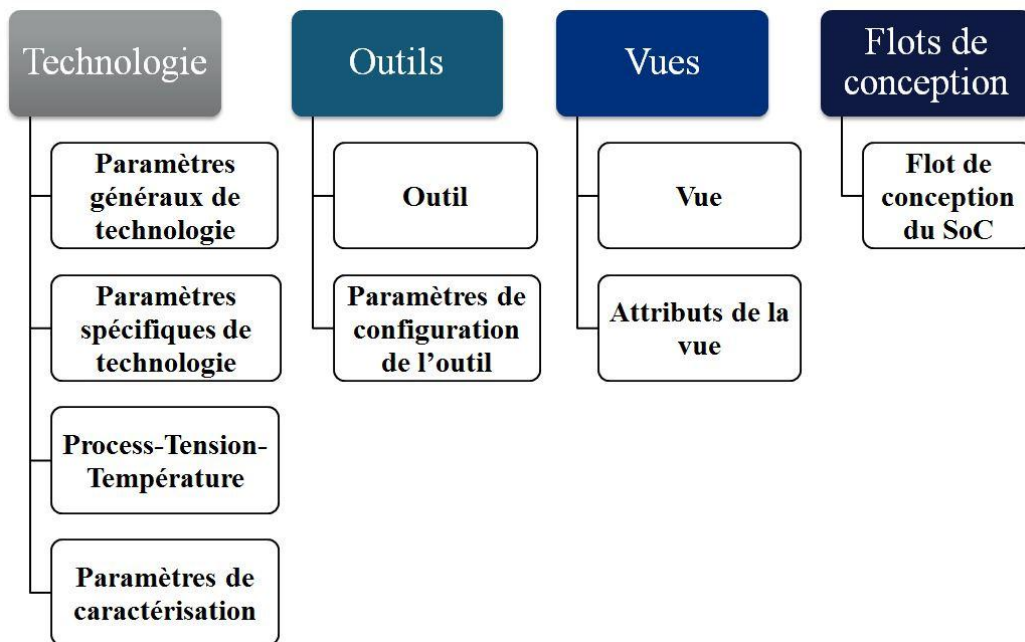 Technologie
Paramètres
généraux de
technologie
Paramètres
spécifiques de
technologie
Process-Tension-
Température
Paramètres de
caractérisation
Outils
Outil
Paramètres de
configuration
de l’outil
Vues
Vue
Attributs de la
vue
Flots de
conception
Flot de
conception
du SoC